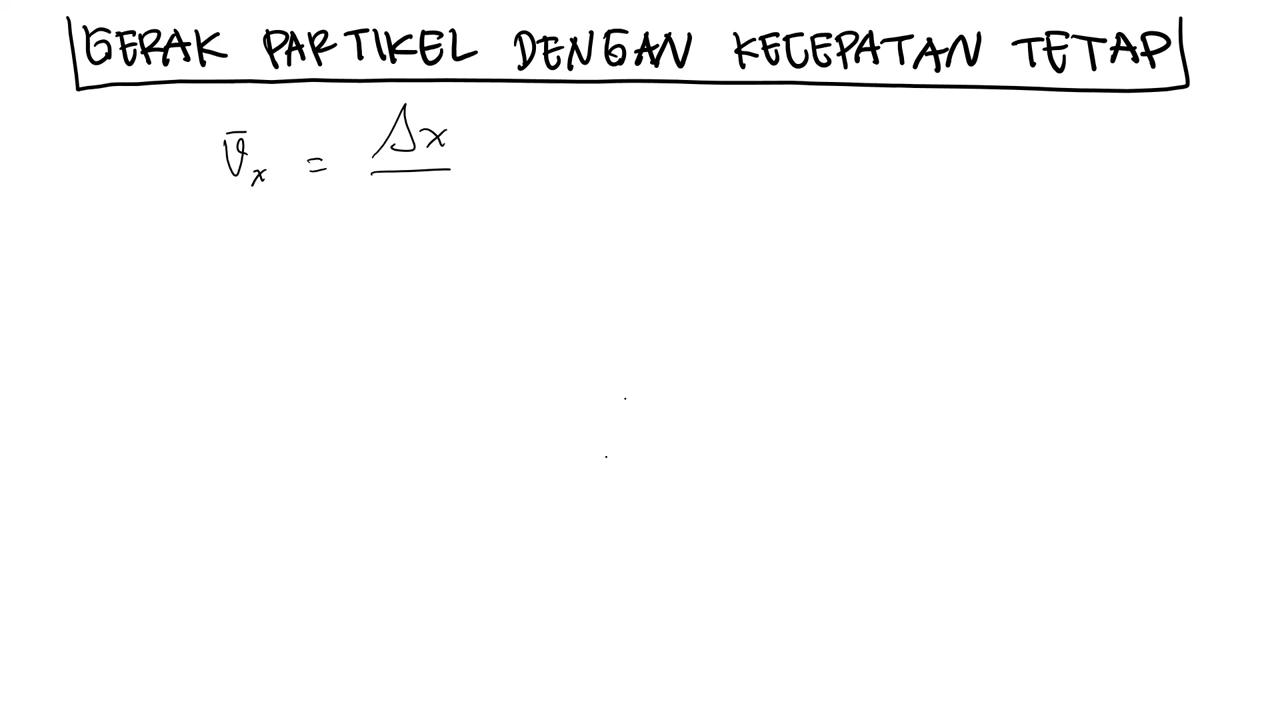 GERAK PARTIKEL DENGAN KECEPATAN TETAP
v̄ₓ = Δx